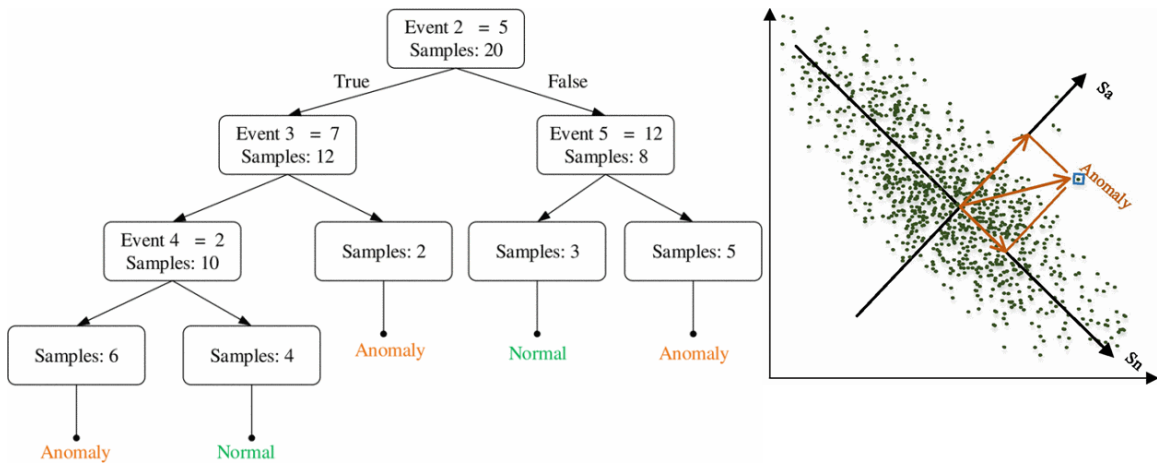 Event 2 = 5
Samples: 20
True
False
Event 3 = 7
Samples: 12
Event 5 = 12
Samples: 8
Event 4 = 2
Samples: 10
Samples: 2
Samples: 3
Samples: 5
Samples: 6
Samples: 4
Anomaly
Normal
Anomaly
Anomaly
Normal
Sa
Anomaly
Sn